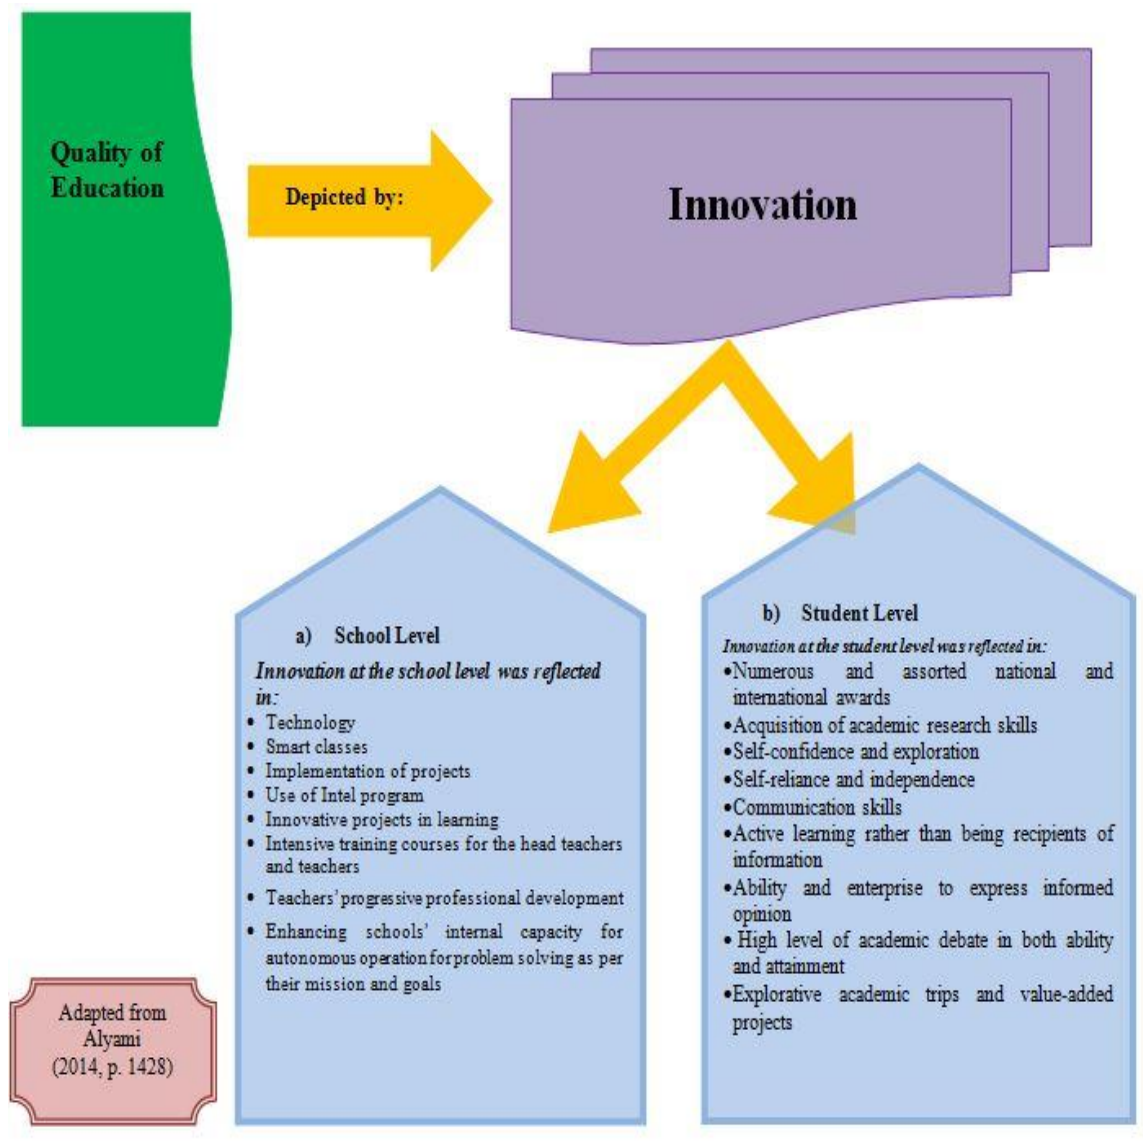 Quality of
Education
Depicted by:
Innovation
a) School Level
Innovation at the school level was reflected
in:
• Technology
• Smart classes
• Implementation of projects
• Use of Intel program
• Innovative projects in learning
• Intensive training courses for the head teachers
and teachers
• Teachers' progressive professional development
• Enhancing schools' internal capacity for
autonomous operation for problem solving as per
their mission and goals
b) Student Level
Innovation at the student level was reflected in:
•Numerous and assorted national and
international awards
•Acquisition of academic research skills
•Self-confidence and exploration
•Self-reliance and independence
•Communication skills
•Active learning rather than being recipients of
information
•Ability and enterprise to express informed
opinion
• High level of academic debate in both ability
and attainment
•Explorative academic trips and value-added
projects
Adapted from
Alyami
(2014, p. 1428)